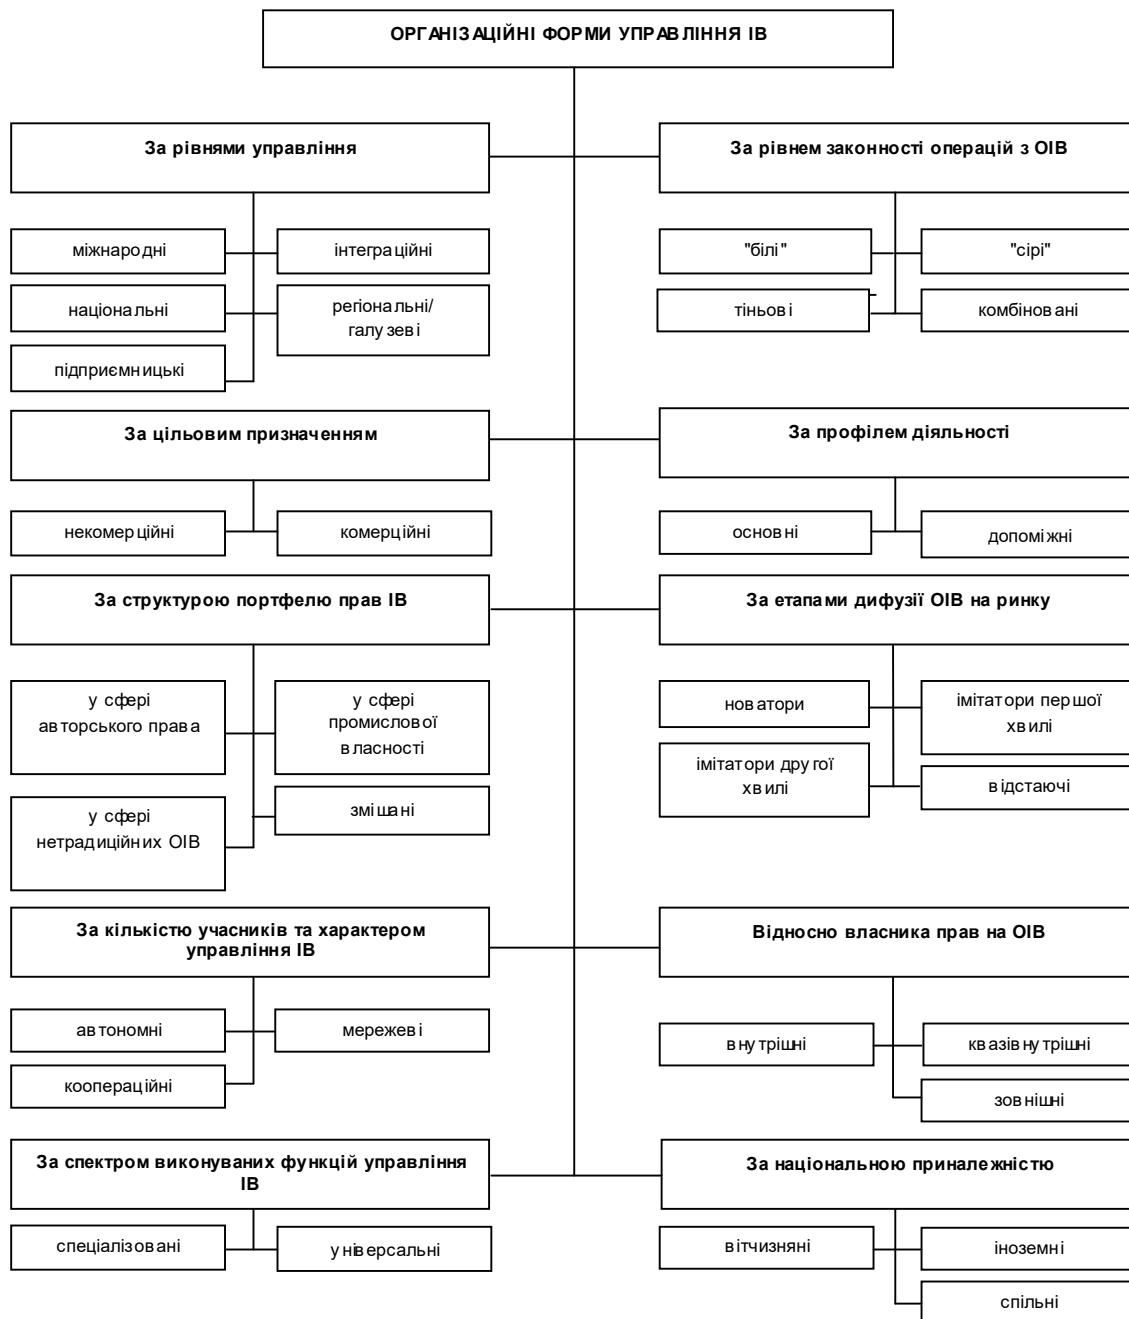 ОРГАНІЗАЦІЙНІ ФОРМИ УПРАВЛІННЯ ІВ
За рівнями управління
міжнародні
інтеграційні
національні
регіональні/
галузеві
підприємницькі
За рівнем законності операцій з ОІВ
"білі"
"сірі"
тіньові
комбіновані
За цільовим призначенням
некомерційні
комерційні
За профілем діяльності
основні
допоміжні
За структурою портфелю прав ІВ
у сфері
авторського права
у сфері
промислової
власності
у сфері
нетрадиційних ОІВ
змішані
За етапами дифузії ОІВ на ринку
новатори
імітатори першої
хвилі
імітатори другої
хвилі
відстаючі
За кількістю учасників та характером
управління ІВ
автономні
мережеві
коопераційні
Відносно власника прав на ОІВ
внутрішні
квазівнутрішні
зовнішні
За спектром виконуваних функцій управління
ІВ
спеціалізовані
універсальні
За національною приналежністю
вітчизняні
іноземні
спільні